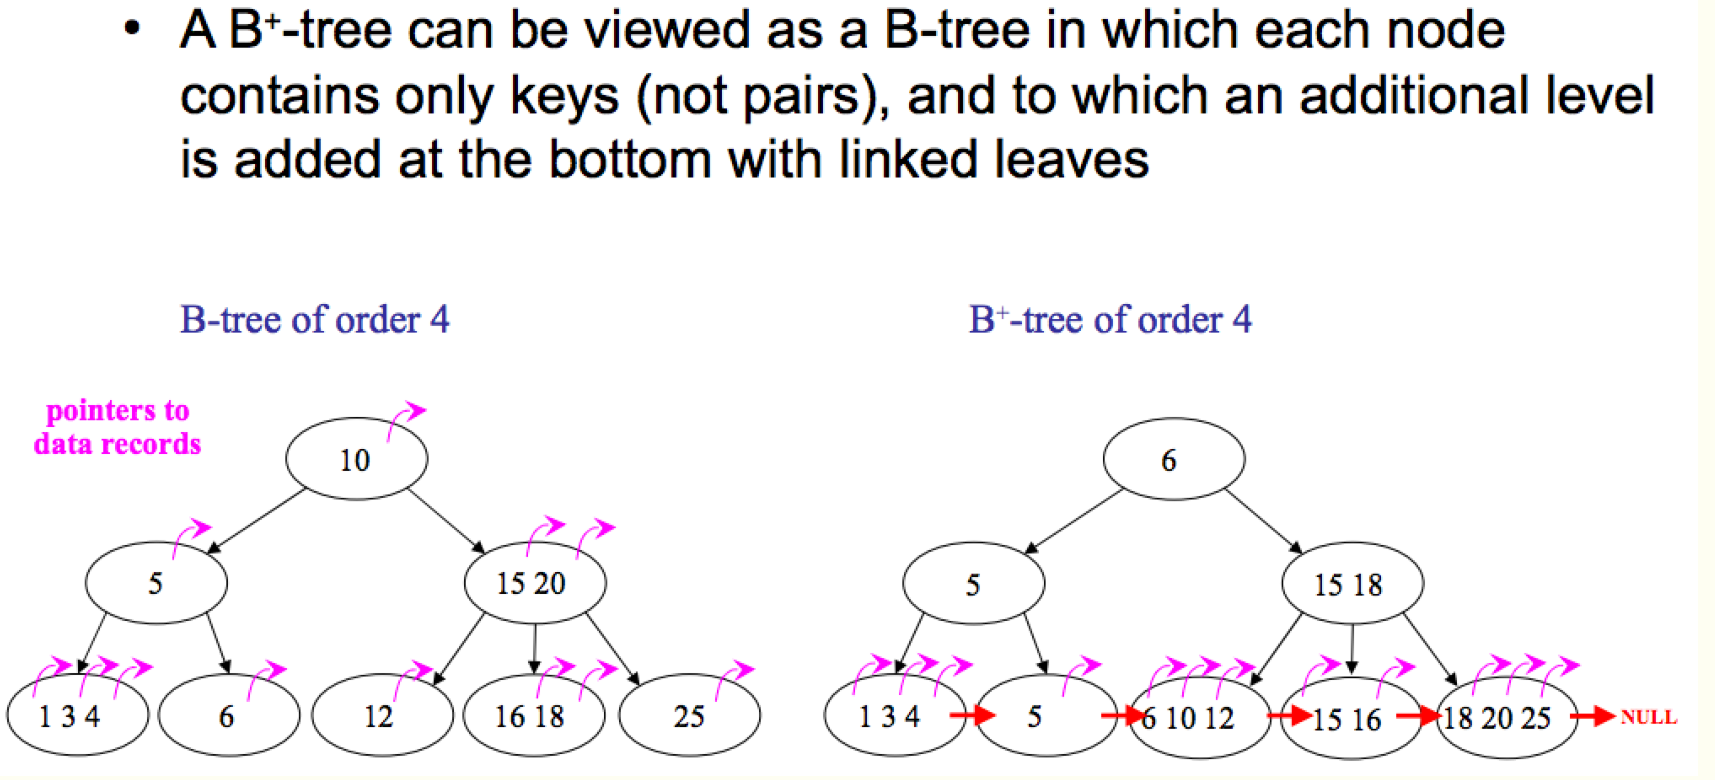 • A B+-tree can be viewed as a B-tree in which each node
contains only keys (not pairs), and to which an additional level
is added at the bottom with linked leaves
B-tree of order 4
B+-tree of order 4
pointers to
data records
10
5
15 20
1 3 4
6
12
16 18
25
6
5
15 18
1 3 4
5
6 10 12
15 16
18 20 25
NULL